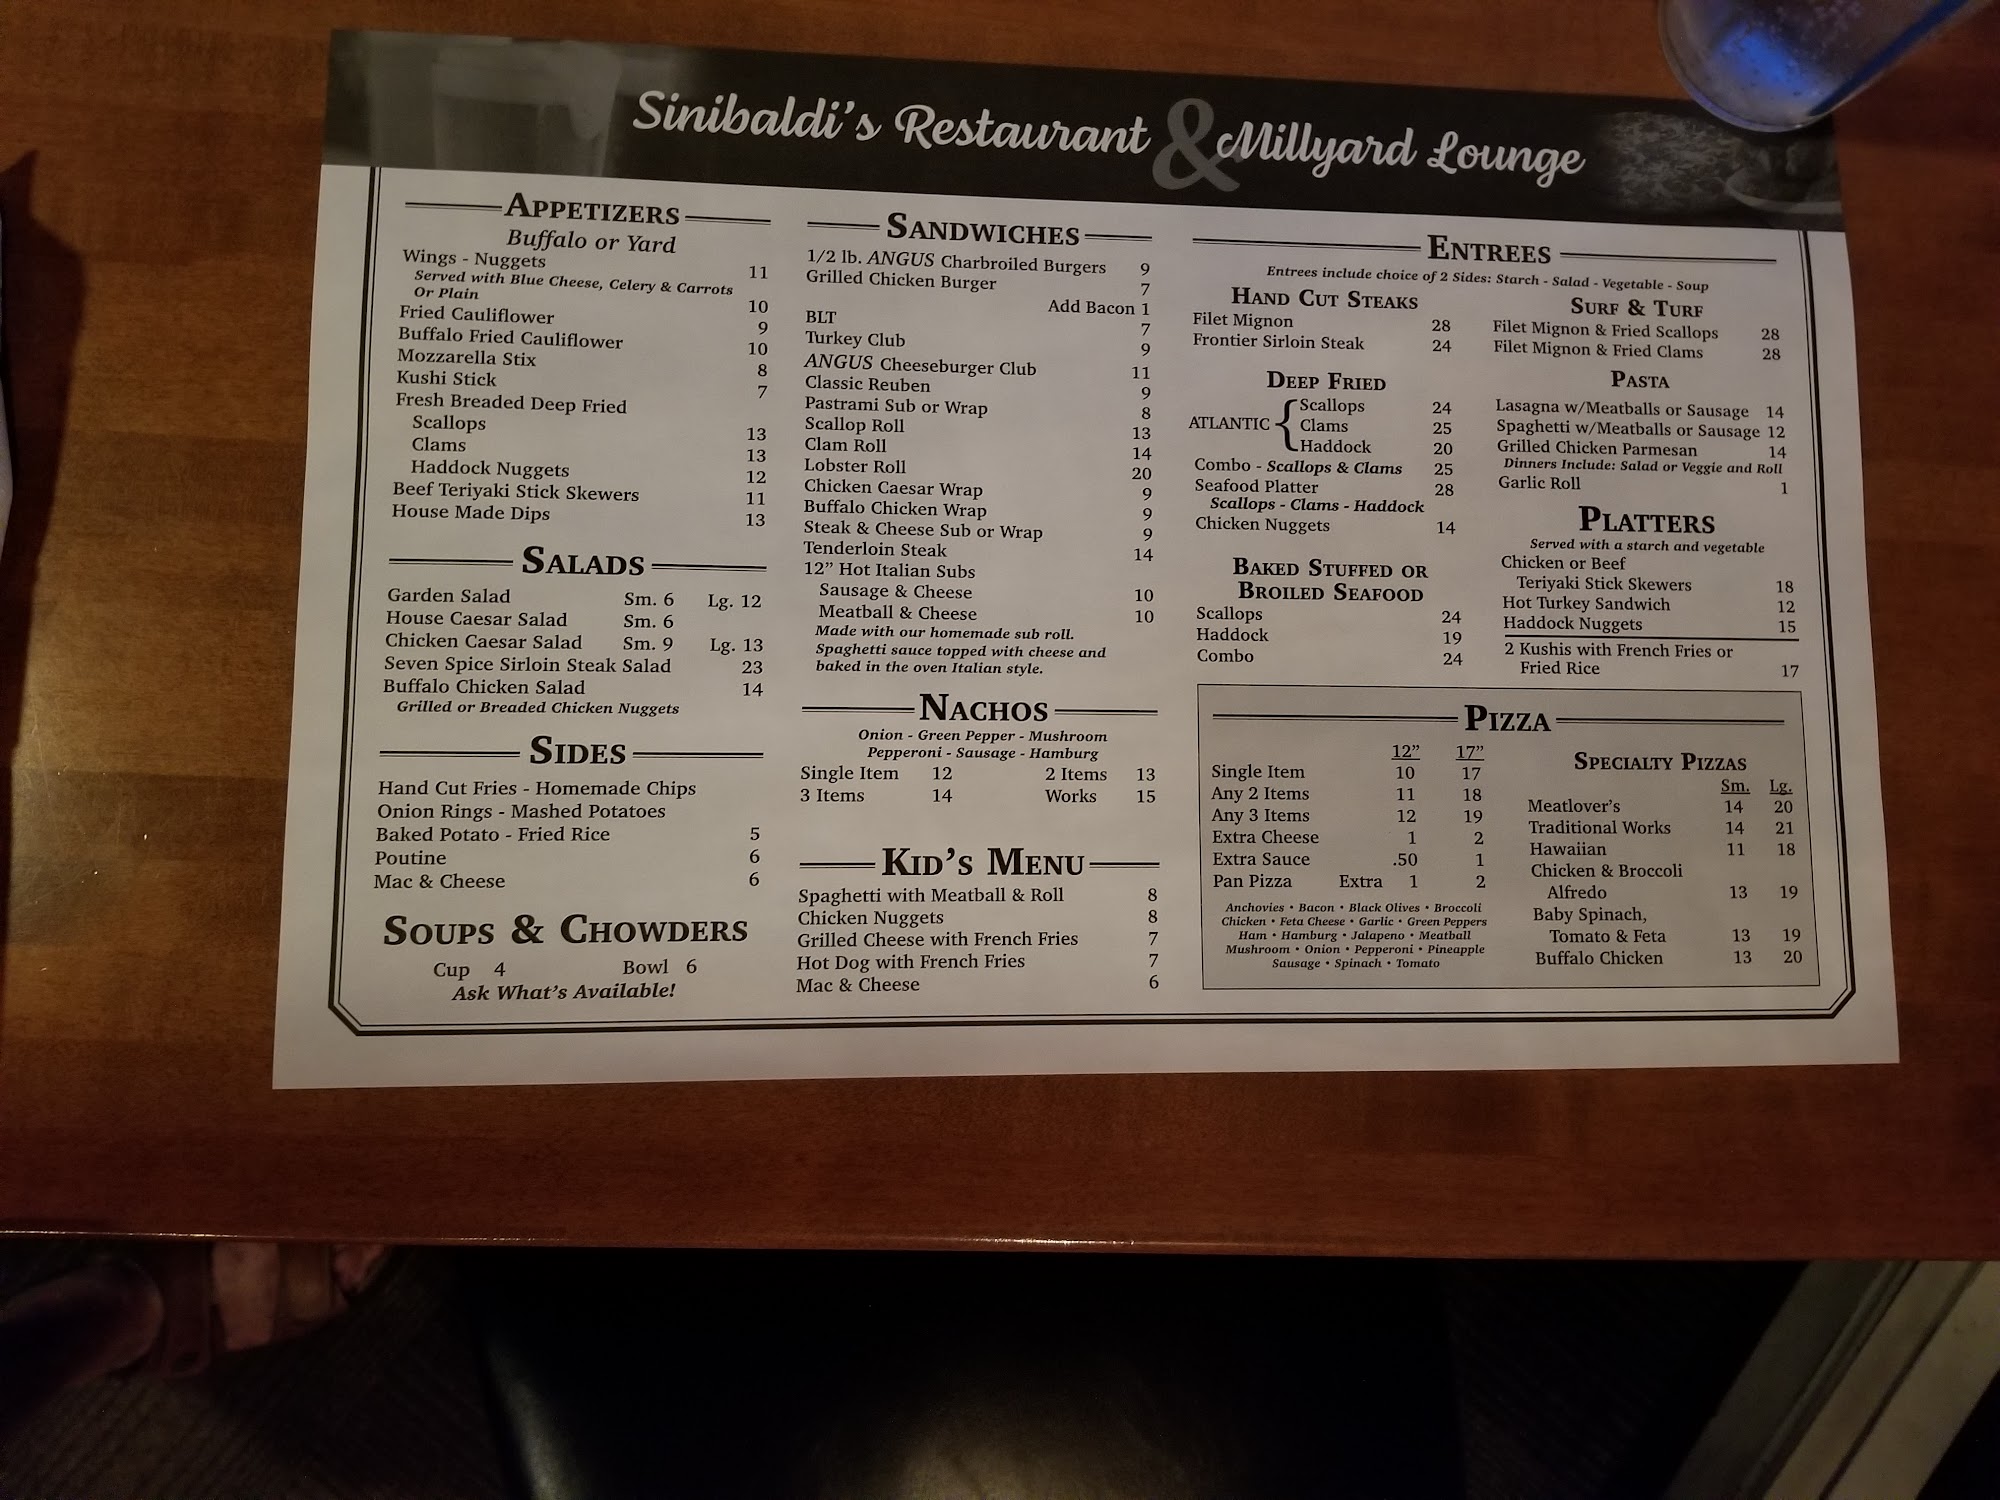 Sinibaldi's Restaurant & Millyard Lounge
APPETIZERS
Buffalo or Yard
Wings - Nuggets 11
Served with Blue Cheese, Celery & Carrots
Or Plain 10
Fried Cauliflower 9
Buffalo Fried Cauliflower 10
Mozzarella Stix 8
Kushi Stick 7
Fresh Breaded Deep Fried
Scallops 13
Clams 13
Haddock Nuggets 12
Beef Teriyaki Stick Skewers 11
House Made Dips 13
SALADS
Garden Salad Sm. 6 Lg. 12
House Caesar Salad Sm. 6
Chicken Caesar Salad Sm. 9 Lg. 13
Seven Spice Sirloin Steak Salad 23
Buffalo Chicken Salad 14
Grilled or Breaded Chicken Nuggets
SIDES
Hand Cut Fries - Homemade Chips
Onion Rings - Mashed Potatoes
Baked Potato - Fried Rice 5
Poutine 6
Mac & Cheese 6
SOUPS & CHOWDERS
Cup 4 Bowl 6
Ask What's Available!
SANDWICHES
1/2 lb. ANGUS Charbroiled Burgers 9
Grilled Chicken Burger 7
Add Bacon 1
BLT 7
Turkey Club 9
ANGUS Cheeseburger Club 11
Classic Reuben 9
Pastrami Sub or Wrap 8
Scallop Roll 13
Clam Roll 14
Lobster Roll 20
Chicken Caesar Wrap 9
Buffalo Chicken Wrap 9
Steak & Cheese Sub or Wrap 9
Tenderloin Steak 14
12" Hot Italian Subs
Sausage & Cheese 10
Meatball & Cheese 10
Made with our homemade sub roll.
Spaghetti sauce topped with cheese and
baked in the oven Italian style.
NACHOS
Onion - Green Pepper - Mushroom
Pepperoni - Sausage - Hamburg
Single Item 12 2 Items 13
3 Items 14 Works 15
KID'S MENU
Spaghetti with Meatball & Roll 8
Chicken Nuggets 8
Grilled Cheese with French Fries 7
Hot Dog with French Fries 7
Mac & Cheese 6
ENTREES
Entrees include choice of 2 Sides: Starch - Salad - Vegetable - Soup
HAND CUT STEAKS
Filet Mignon 28
Frontier Sirloin Steak 24
DEEP FRIED
ATLANTIC { Scallops 24
Clams 25
Haddock 20
Combo - Scallops & Clams 25
Seafood Platter 28
Scallops - Clams - Haddock
Chicken Nuggets 14
BAKED STUFFED OR
BROILED SEAFOOD
Scallops 24
Haddock 19
Combo 24
SURF & TURF
Filet Mignon & Fried Scallops 28
Filet Mignon & Fried Clams 28
PASTA
Lasagna w/Meatballs or Sausage 14
Spaghetti w/Meatballs or Sausage 12
Grilled Chicken Parmesan 14
Dinners Include: Salad or Veggie and Roll
Garlic Roll 1
PLATTERS
Served with a starch and vegetable
Chicken or Beef
Teriyaki Stick Skewers 18
Hot Turkey Sandwich 12
Haddock Nuggets 15
2 Kushis with French Fries or
Fried Rice 17
PIZZA
12" 17"
Single Item 10 17
Any 2 Items 11 18
Any 3 Items 12 19
Extra Cheese 1 2
Extra Sauce .50 1
Pan Pizza Extra 1 2
Anchovies • Bacon • Black Olives • Broccoli
Chicken • Feta Cheese • Garlic • Green Peppers
Ham • Hamburg • Jalapeno • Meatball
Mushroom • Onion • Pepperoni • Pineapple
Sausage • Spinach • Tomato
SPECIALTY PIZZAS
Sm. Lg.
Meatlover's 14 20
Traditional Works 14 21
Hawaiian 11 18
Chicken & Broccoli
Alfredo 13 19
Baby Spinach,
Tomato & Feta 13 19
Buffalo Chicken 13 20